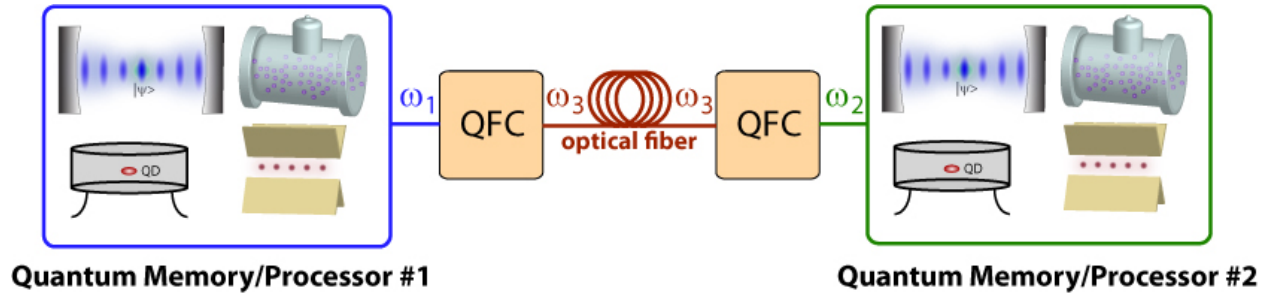 |ψ>
QD
ω1
QFC
ω3
ω3
optical fiber
QFC
ω2
|ψ>
QD
Quantum Memory/Processor #1
Quantum Memory/Processor #2